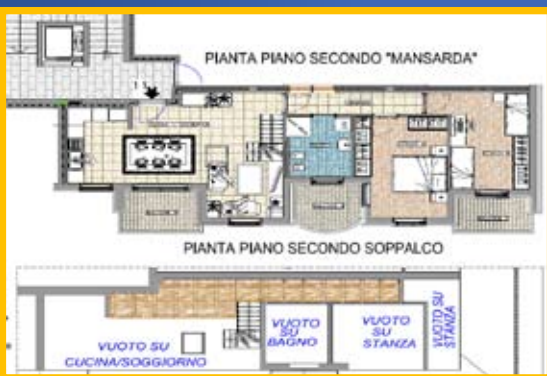 PIANTA PIANO SECONDO "MANSARDA"
PIANTA PIANO SECONDO SOPPALCO
VUOTO SU
CUCINA/SOGGIORNO
VUOTO
SU
BAGNO
VUOTO
SU
STANZA
VUOTO SU
STANZA